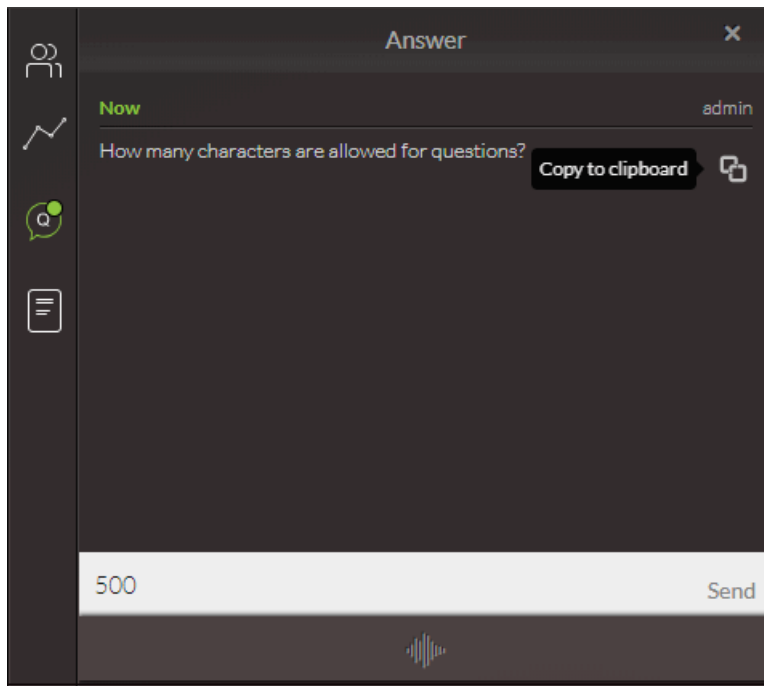 Answer
Now
admin
How many characters are allowed for questions?
Copy to clipboard
Q
500
Send